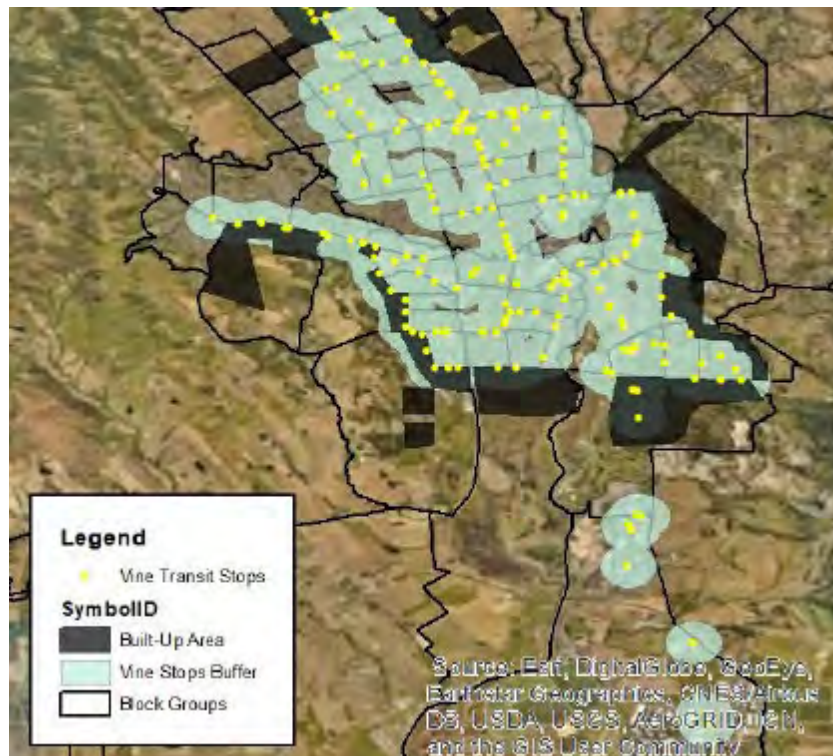 Legend
Vine Transit Stops
SymbolID
Built-Up Area
Vine Stops Buffer
Block Groups
Source: Esri, DigitalGlobe, GeoEye,
Earthstar Geographics, CNES/Airbus
DS, USDA, USGS, AeroGRID, IGN,
and the GIS User Community